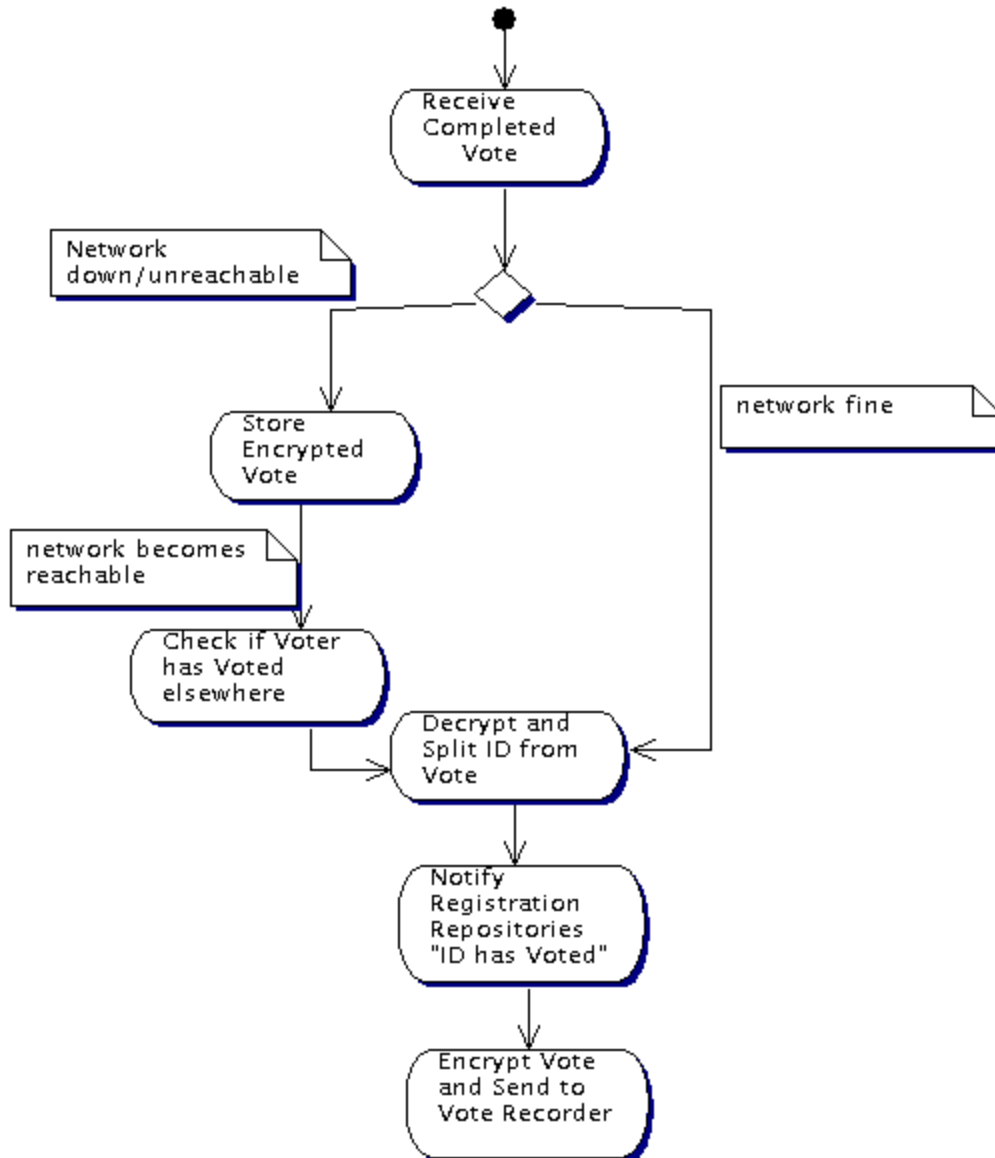 Receive
Completed
Vote
Network
down/unreachable
network fine
Store
Encrypted
Vote
network becomes
reachable
Check if Voter
has Voted
elsewhere
Decrypt and
Split ID from
Vote
Notify
Registration
Repositories
"ID has Voted"
Encrypt Vote
and Send to
Vote Recorder